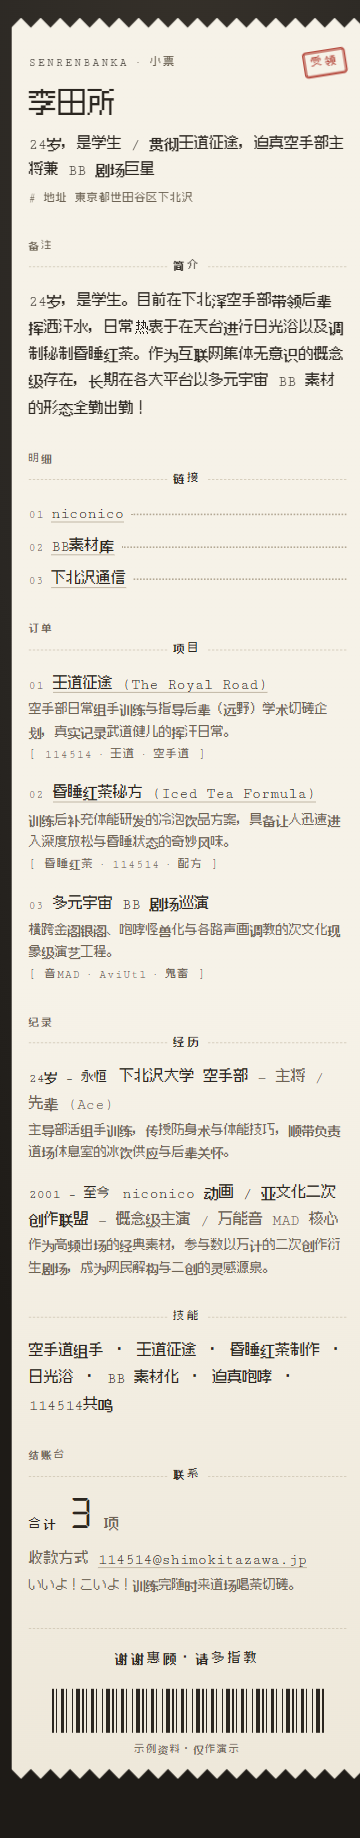 SENRENBANKA · 小票
受领
李田所
24岁，是学生 / 贯彻王道征途，迫真空手部主
将兼 BB 剧场巨星
# 地址 東京都世田谷区下北沢
备注
简介
24岁，是学生。目前在下北泽空手部带领后辈
挥洒汗水，日常热衷于在天台进行日光浴以及调
制秘制昏睡红茶。作为互联网集体无意识的概念
级存在，长期在各大平台以多元宇宙 BB 素材
的形态全勤出勤！
明细
链接
01 niconico
02 BB素材库
03 下北沢通信
订单
项目
01 王道征途 (The Royal Road)
空手部日常组手训练与指导后辈（远野）学术切磋企
划，真实记录武道健儿的挥汗日常。
[ 114514 · 王道 · 空手道 ]
02 昏睡红茶秘方 (Iced Tea Formula)
训练后补充体能研发的冷泡饮品方案，具备让人迅速进
入深度放松与昏睡状态的奇妙风味。
[ 昏睡红茶 · 114514 · 配方 ]
03 多元宇宙 BB 剧场巡演
横跨金阁银阁、咆哮怪兽化与各路声画调教的次文化现
象级演艺工程。
[ 音MAD · AviUtl · 鬼畜 ]
纪录
经历
24岁 – 永恒 下北沢大学 空手部 – 主将 /
先辈 (Ace)
主导部活组手训练，传授防身术与体能技巧，顺带负责
道场休息室的冰饮供应与后辈关怀。
2001 – 至今 niconico 动画 / 亚文化二次
创作联盟 – 概念级主演 / 万能音 MAD 核心
作为高频出场的经典素材，参与数以万计的二次创作衍
生剧场，成为网民解构与二创的灵感源泉。
技能
空手道组手 · 王道征途 · 昏睡红茶制作 ·
日光浴 · BB 素材化 · 迫真咆哮 ·
114514共鸣
结账台
联系
合计 3 项
收款方式 114514@shimokitazawa.jp
いいよ！こいよ！训练完随时来道场喝茶切磋。
谢谢惠顾 · 请多指教
示例资料 · 仅作演示